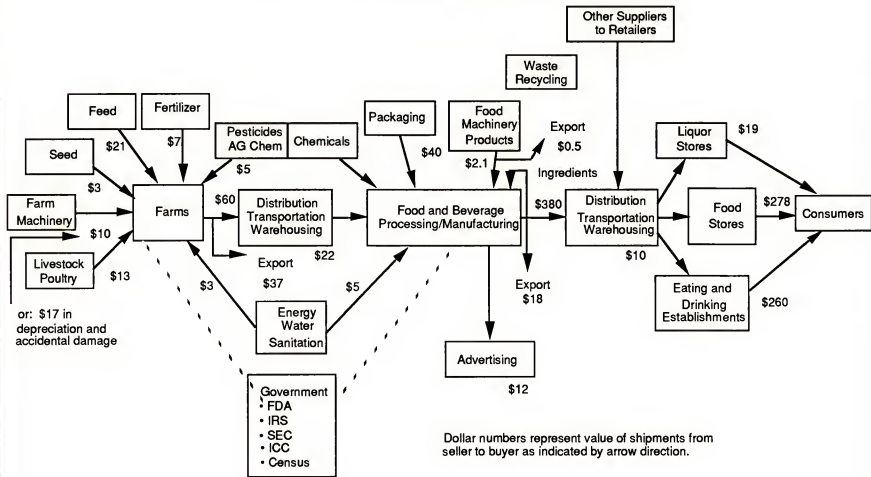 Other Suppliers
to Retailers
Waste
Recycling
Feed
Fertilizer
Packaging
Food
Machinery
Products
Export
$0.5
$21
$7
Pesticides
AG Chem
Chemicals
$40
$2.1
Liquor
Stores
$19
Seed
$3
$5
Ingredients
Farm
Machinery
Farms
$60
Distribution
Transportation
Warehousing
Food and Beverage
Processing/Manufacturing
$380
Distribution
Transportation
Warehousing
Food
Stores
$278
Consumers
$10
$22
$10
Livestock
Poultry
$13
Export
$37
$3
$5
Export
$18
Eating and
Drinking
Establishments
$260
or: $17 in
depreciation and
accidental damage
Energy
Water
Sanitation
Advertising
$12
Government
• FDA
• IRS
• SEC
• ICC
• Census
Dollar numbers represent value of shipments from
seller to buyer as indicated by arrow direction.